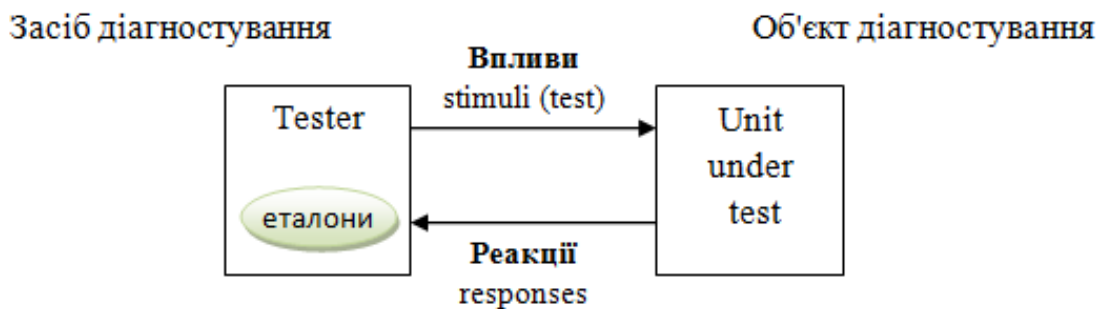 Засіб діагностування
Об'єкт діагностування
Впливи
stimuli (test)
Tester
еталони
Unit
under
test
Реакції
responses